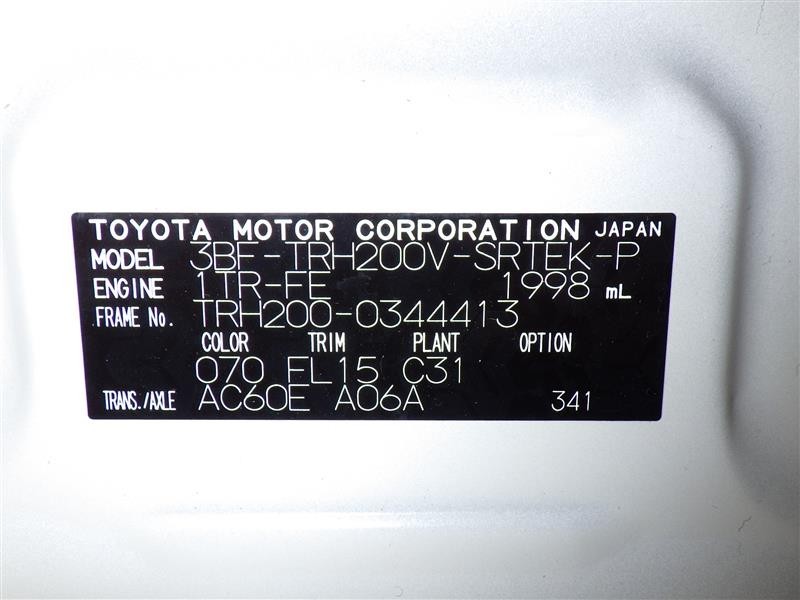 TOYOTA MOTOR CORPORATION JAPAN
MODEL 3BF-TRH200V-SRTEK-P
ENGINE 1TR-FE 1998 mL
FRAME No. TRH200-0344413
COLOR TRIM PLANT OPTION
070 FL15 C31
TRANS./AXLE AC60E A06A 341